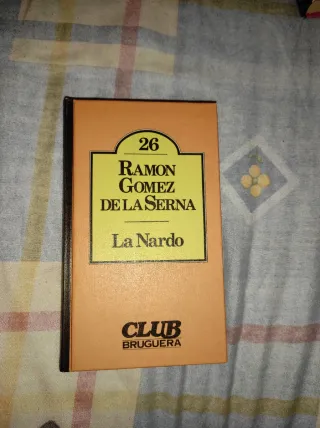 26
RAMON
GOMEZ
DE LA SERNA
La Nardo
CLUB
BRUGUERA